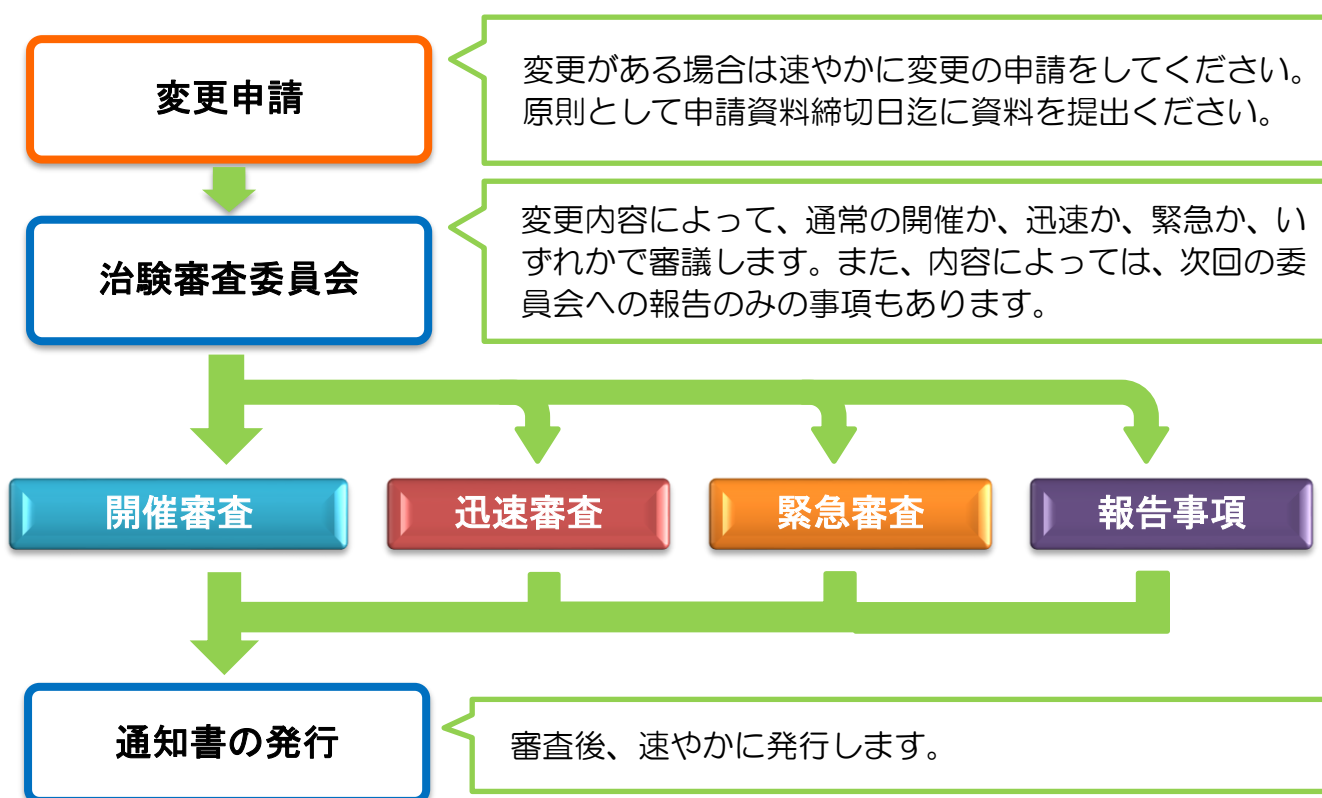 変更申請
変更がある場合は速やかに変更の申請をしてください。
原則として申請資料締切日迄に資料を提出ください。
治験審査委員会
変更内容によって、通常の開催か、迅速か、緊急か、い
ずれかで審議します。また、内容によっては、次回の委
員会への報告のみの事項もあります。
開催審査
迅速審査
緊急審査
報告事項
通知書の発行
審査後、速やかに発行します。